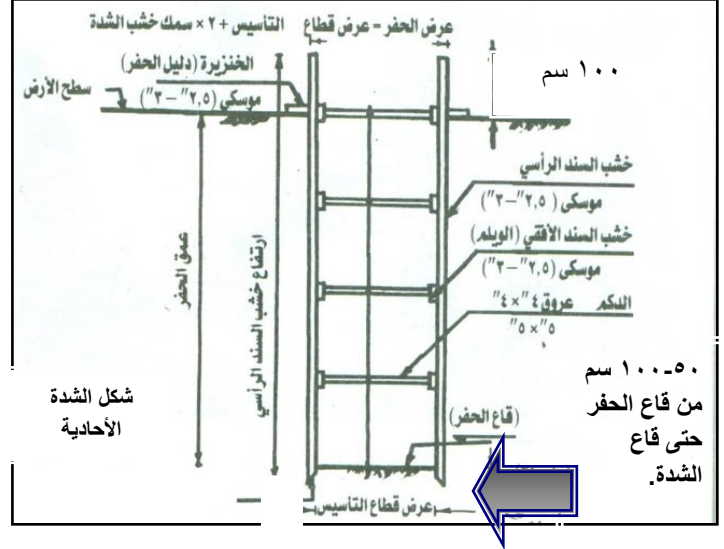 عرض الحفر = عرض قطاع التأسيس + ٢ × سمك خشب الشدة
١٠٠ سم
الخنزيرة (دليل الحفر)
موسكى (٢,٥"-٣")
سطح الأرض
خشب السند الرأسي
موسكى (٢,٥"-٣")
خشب السند الأفقي (الويلم)
موسكى (٢,٥"-٣")
الدكم عروق ٤"×٤"
٥"×٥"
عمق الحفر
ارتفاع خشب السند الرأسي
٥٠-١٠٠ سم
من قاع الحفر
حتى قاع
الشدة.
شكل الشدة
الأحادية
(قاع الحفر)
عرض قطاع التأسيس